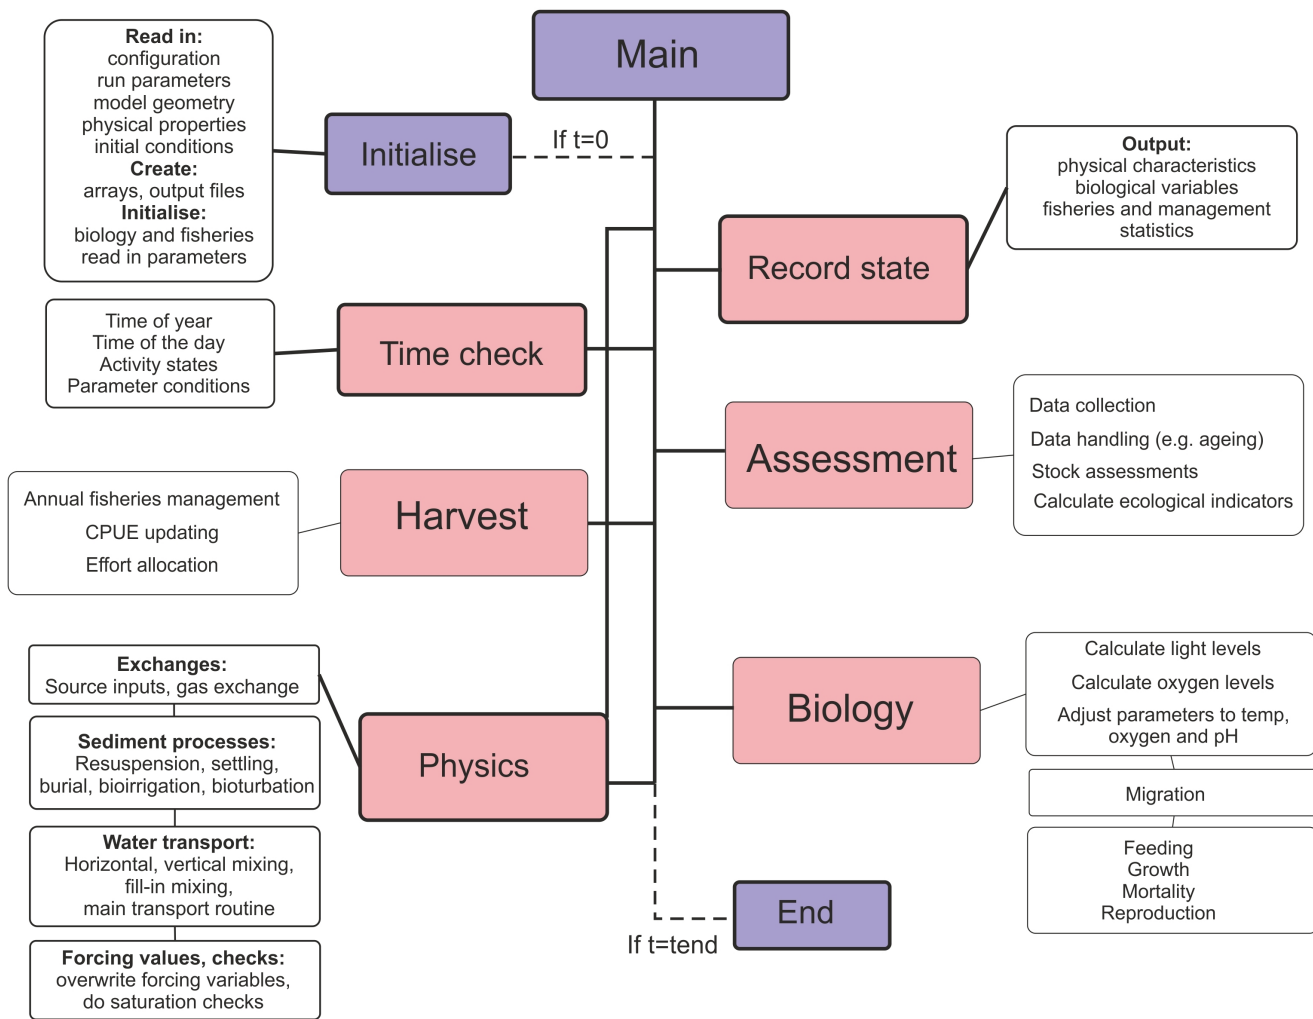 Main
Read in:
configuration
run parameters
model geometry
physical properties
initial conditions
Create:
arrays, output files
Initialise:
biology and fisheries
read in parameters
Initialise
If t=0
Output:
physical characteristics
biological variables
fisheries and management
statistics
Record state
Time of year
Time of the day
Activity states
Parameter conditions
Time check
Assessment
Data collection
Data handling (e.g. ageing)
Stock assessments
Calculate ecological indicators
Annual fisheries management
CPUE updating
Effort allocation
Harvest
Exchanges:
Source inputs, gas exchange
Sediment processes:
Resuspension, settling,
burial, bioirrigation, bioturbation
Water transport:
Horizontal, vertical mixing,
fill-in mixing,
main transport routine
Forcing values, checks:
overwrite forcing variables,
do saturation checks
Physics
Biology
Calculate light levels
Calculate oxygen levels
Adjust parameters to temp,
oxygen and pH
Migration
Feeding
Growth
Mortality
Reproduction
End
If t=tend